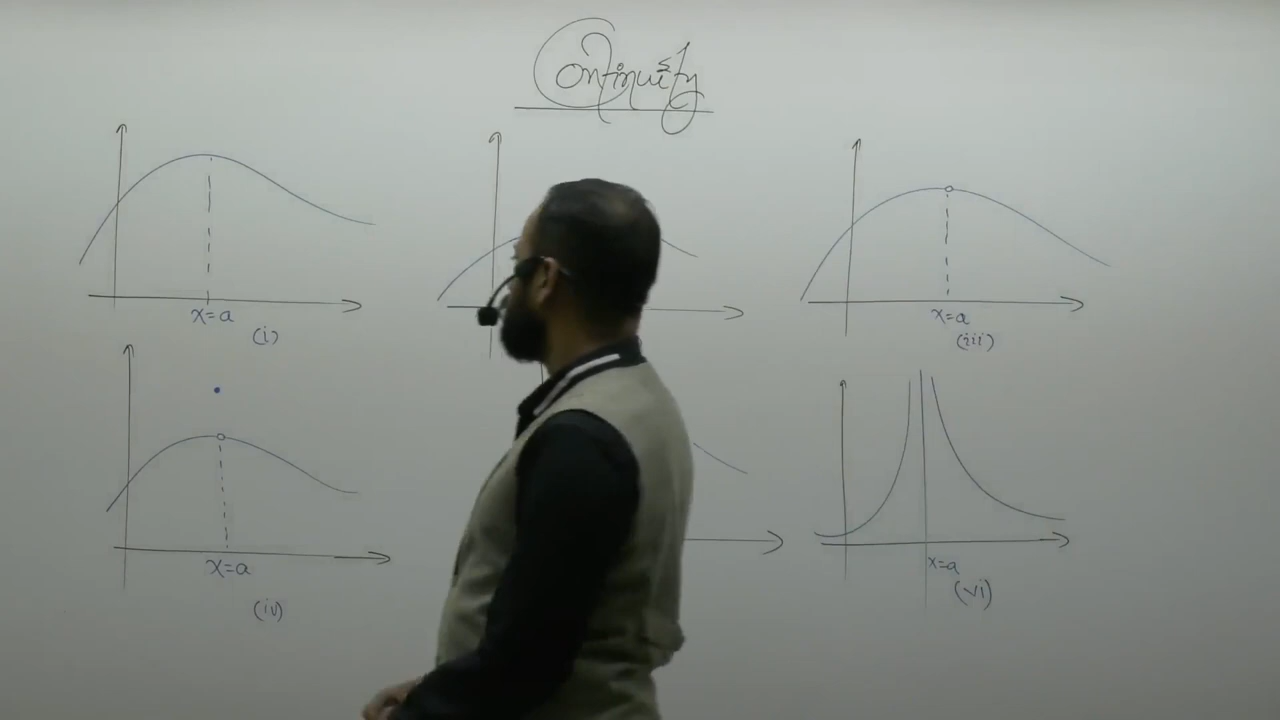 Continuity
x=a
(i)
x=a
(iii)
x=a
(iv)
x=a
(vi)